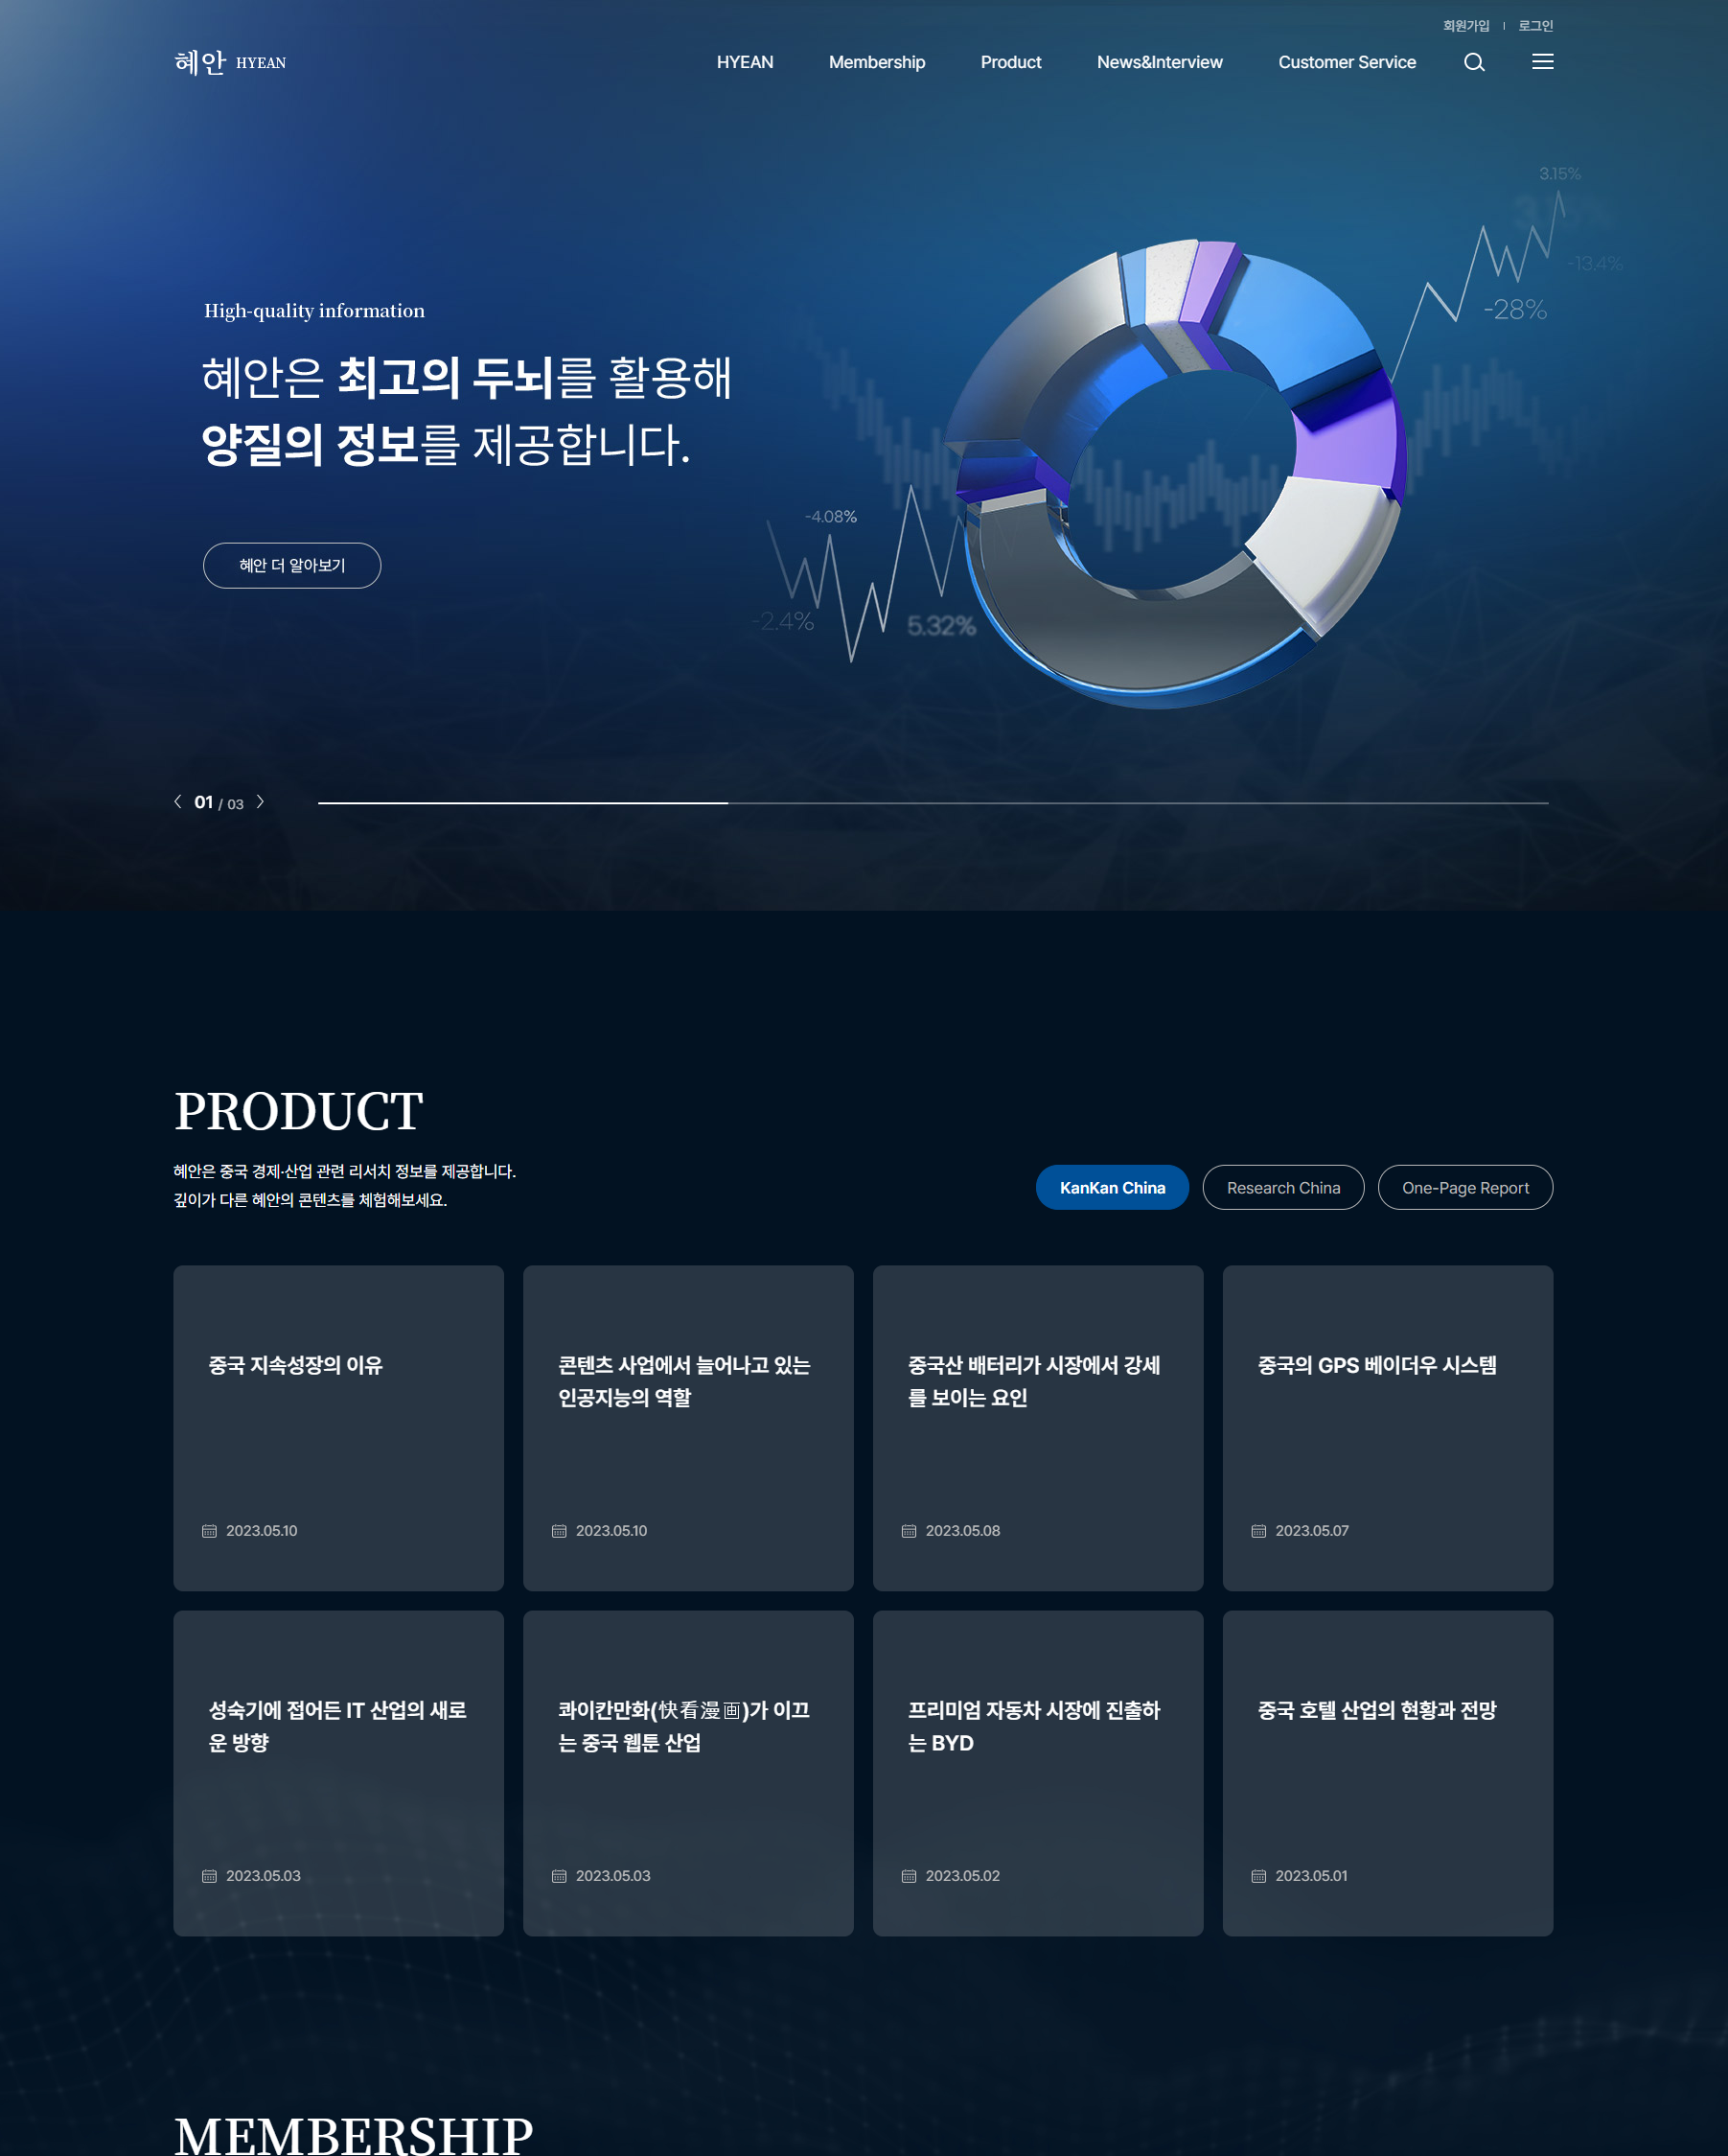 회원가입 로그인
혜안 HYEAN
HYEAN Membership Product News&Interview Customer Service
3.15%
3.15%
-13.4%
-28%
High-quality information
혜안은 최고의 두뇌를 활용해
양질의 정보를 제공합니다.
-4.08%
-2.4%
5.32%
혜안 더 알아보기
01 / 03
PRODUCT
혜안은 중국 경제·산업 관련 리서치 정보를 제공합니다.
깊이가 다른 혜안의 콘텐츠를 체험해보세요.
KanKan China Research China One-Page Report
중국 지속성장의 이유
2023.05.10
콘텐츠 사업에서 늘어나고 있는
인공지능의 역할
2023.05.10
중국산 배터리가 시장에서 강세
를 보이는 요인
2023.05.08
중국의 GPS 베이더우 시스템
2023.05.07
성숙기에 접어든 IT 산업의 새로
운 방향
2023.05.03
콰이칸만화(快看漫画)가 이끄
는 중국 웹툰 산업
2023.05.03
프리미엄 자동차 시장에 진출하
는 BYD
2023.05.02
중국 호텔 산업의 현황과 전망
2023.05.01
MEMBERSHIP